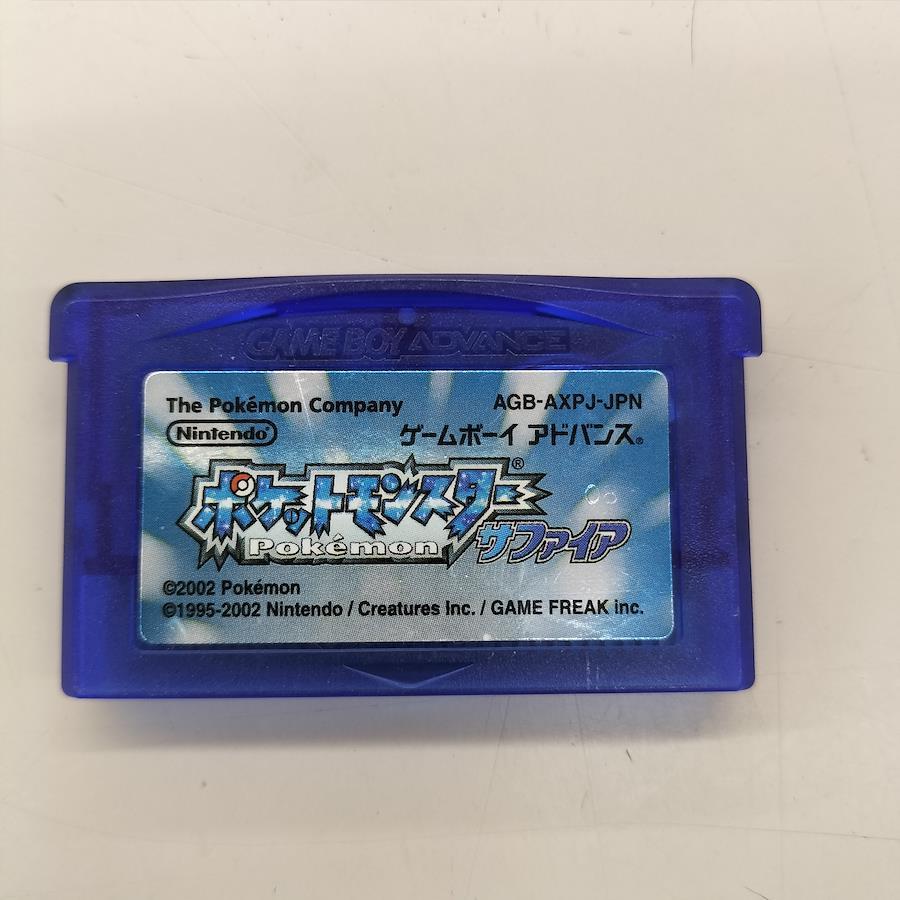 GAME BOY ADVANCE
The Pokémon Company AGB-AXPJ-JPN
Nintendo ゲームボーイ アドバンス®
ポケットモンスター®
Pokémon サファイア
08
©2002 Pokémon
©1995-2002 Nintendo / Creatures Inc. / GAME FREAK inc.